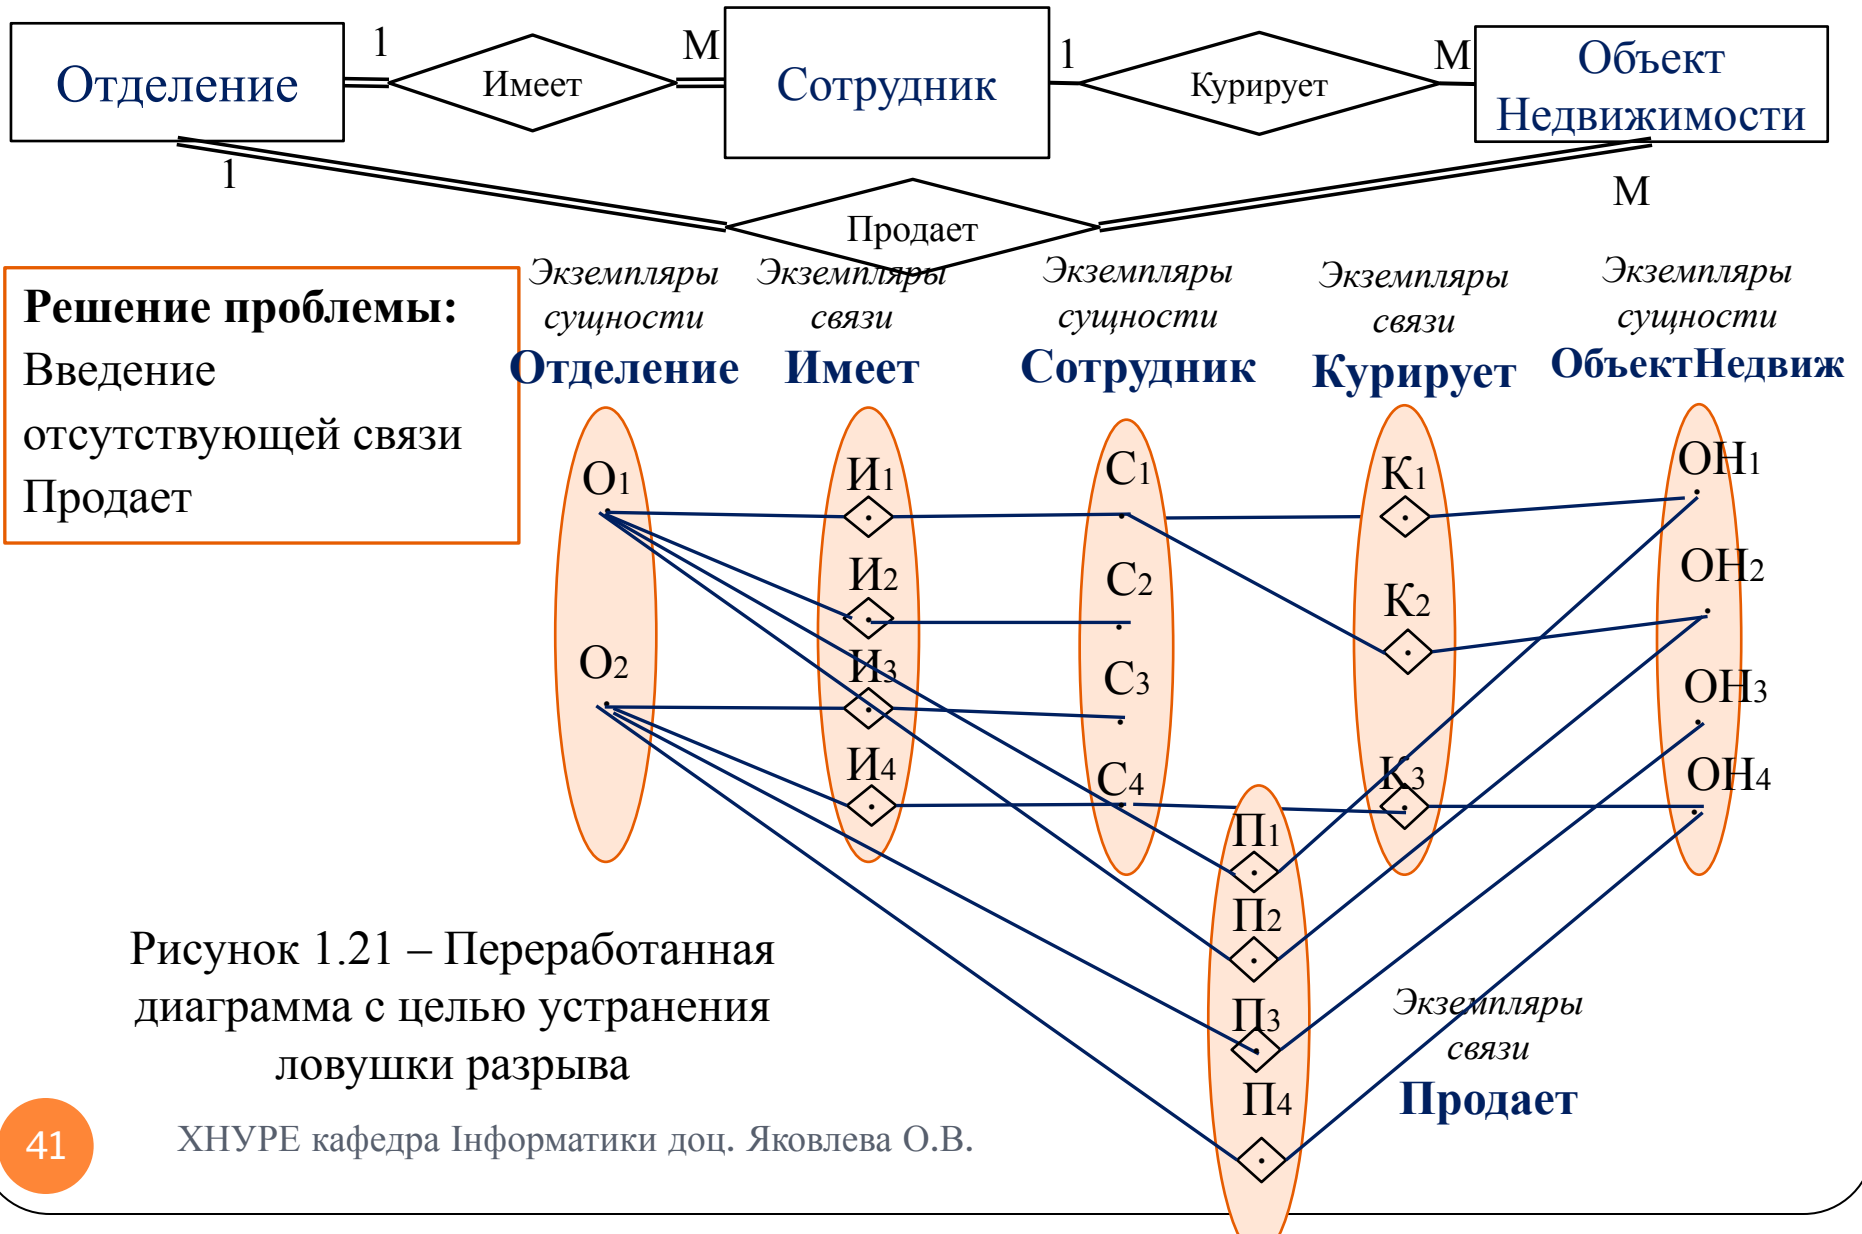 Отделение
1
Имеет
M
Сотрудник
1
Курирует
M
Объект
Недвижимости
1
Продает
M
Решение проблемы:
Введение
отсутствующей связи
Продает
Экземпляры
сущности
Отделение
Экземпляры
связи
Имеет
Экземпляры
сущности
Сотрудник
Экземпляры
связи
Курирует
Экземпляры
сущности
ОбъектНедвиж
О1
О2
И1
И2
И3
И4
С1
С2
С3
С4
К1
К2
К3
ОН1
ОН2
ОН3
ОН4
П1
П2
П3
П4
Экземпляры
связи
Продает
Рисунок 1.21 – Переработанная
диаграмма с целью устранения
ловушки разрыва
41
ХНУРЕ кафедра Інформатики доц. Яковлева О.В.